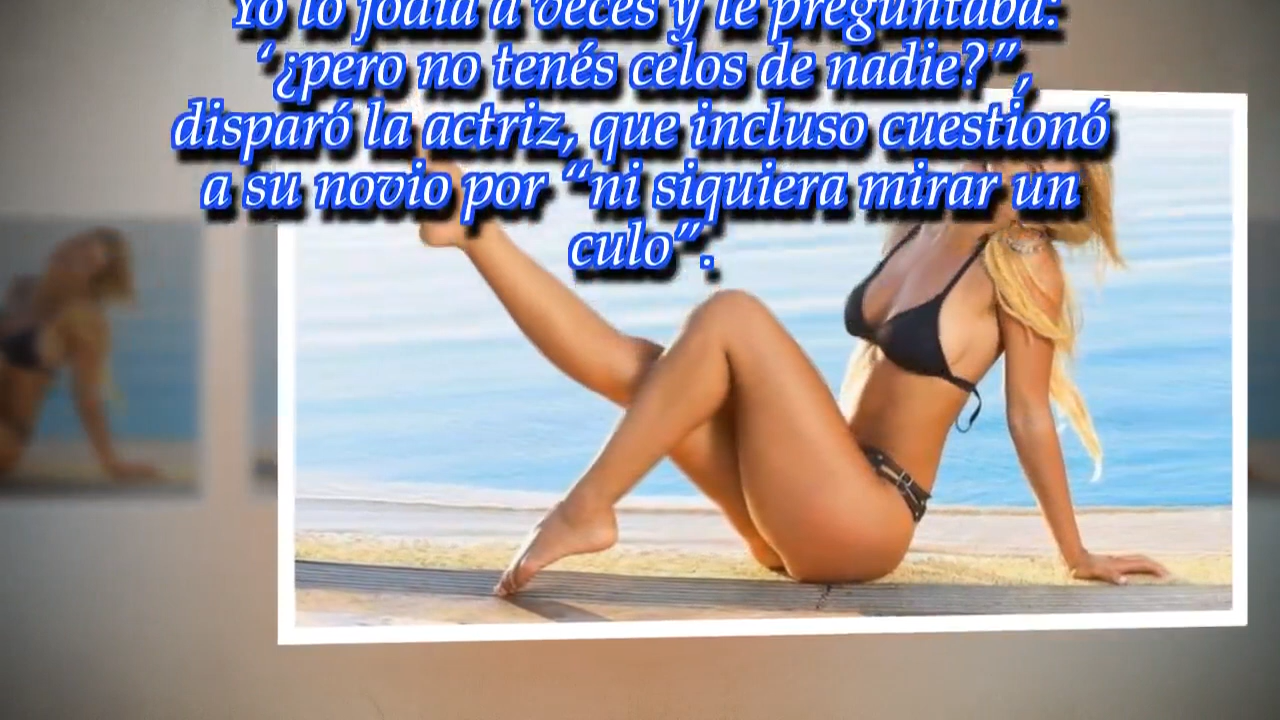 Yo lo jodía a veces y le preguntaba:
‘¿pero no tenés celos de nadie?”,
disparó la actriz, que incluso cuestionó
a su novio por “ni siquiera mirar un
culo”.